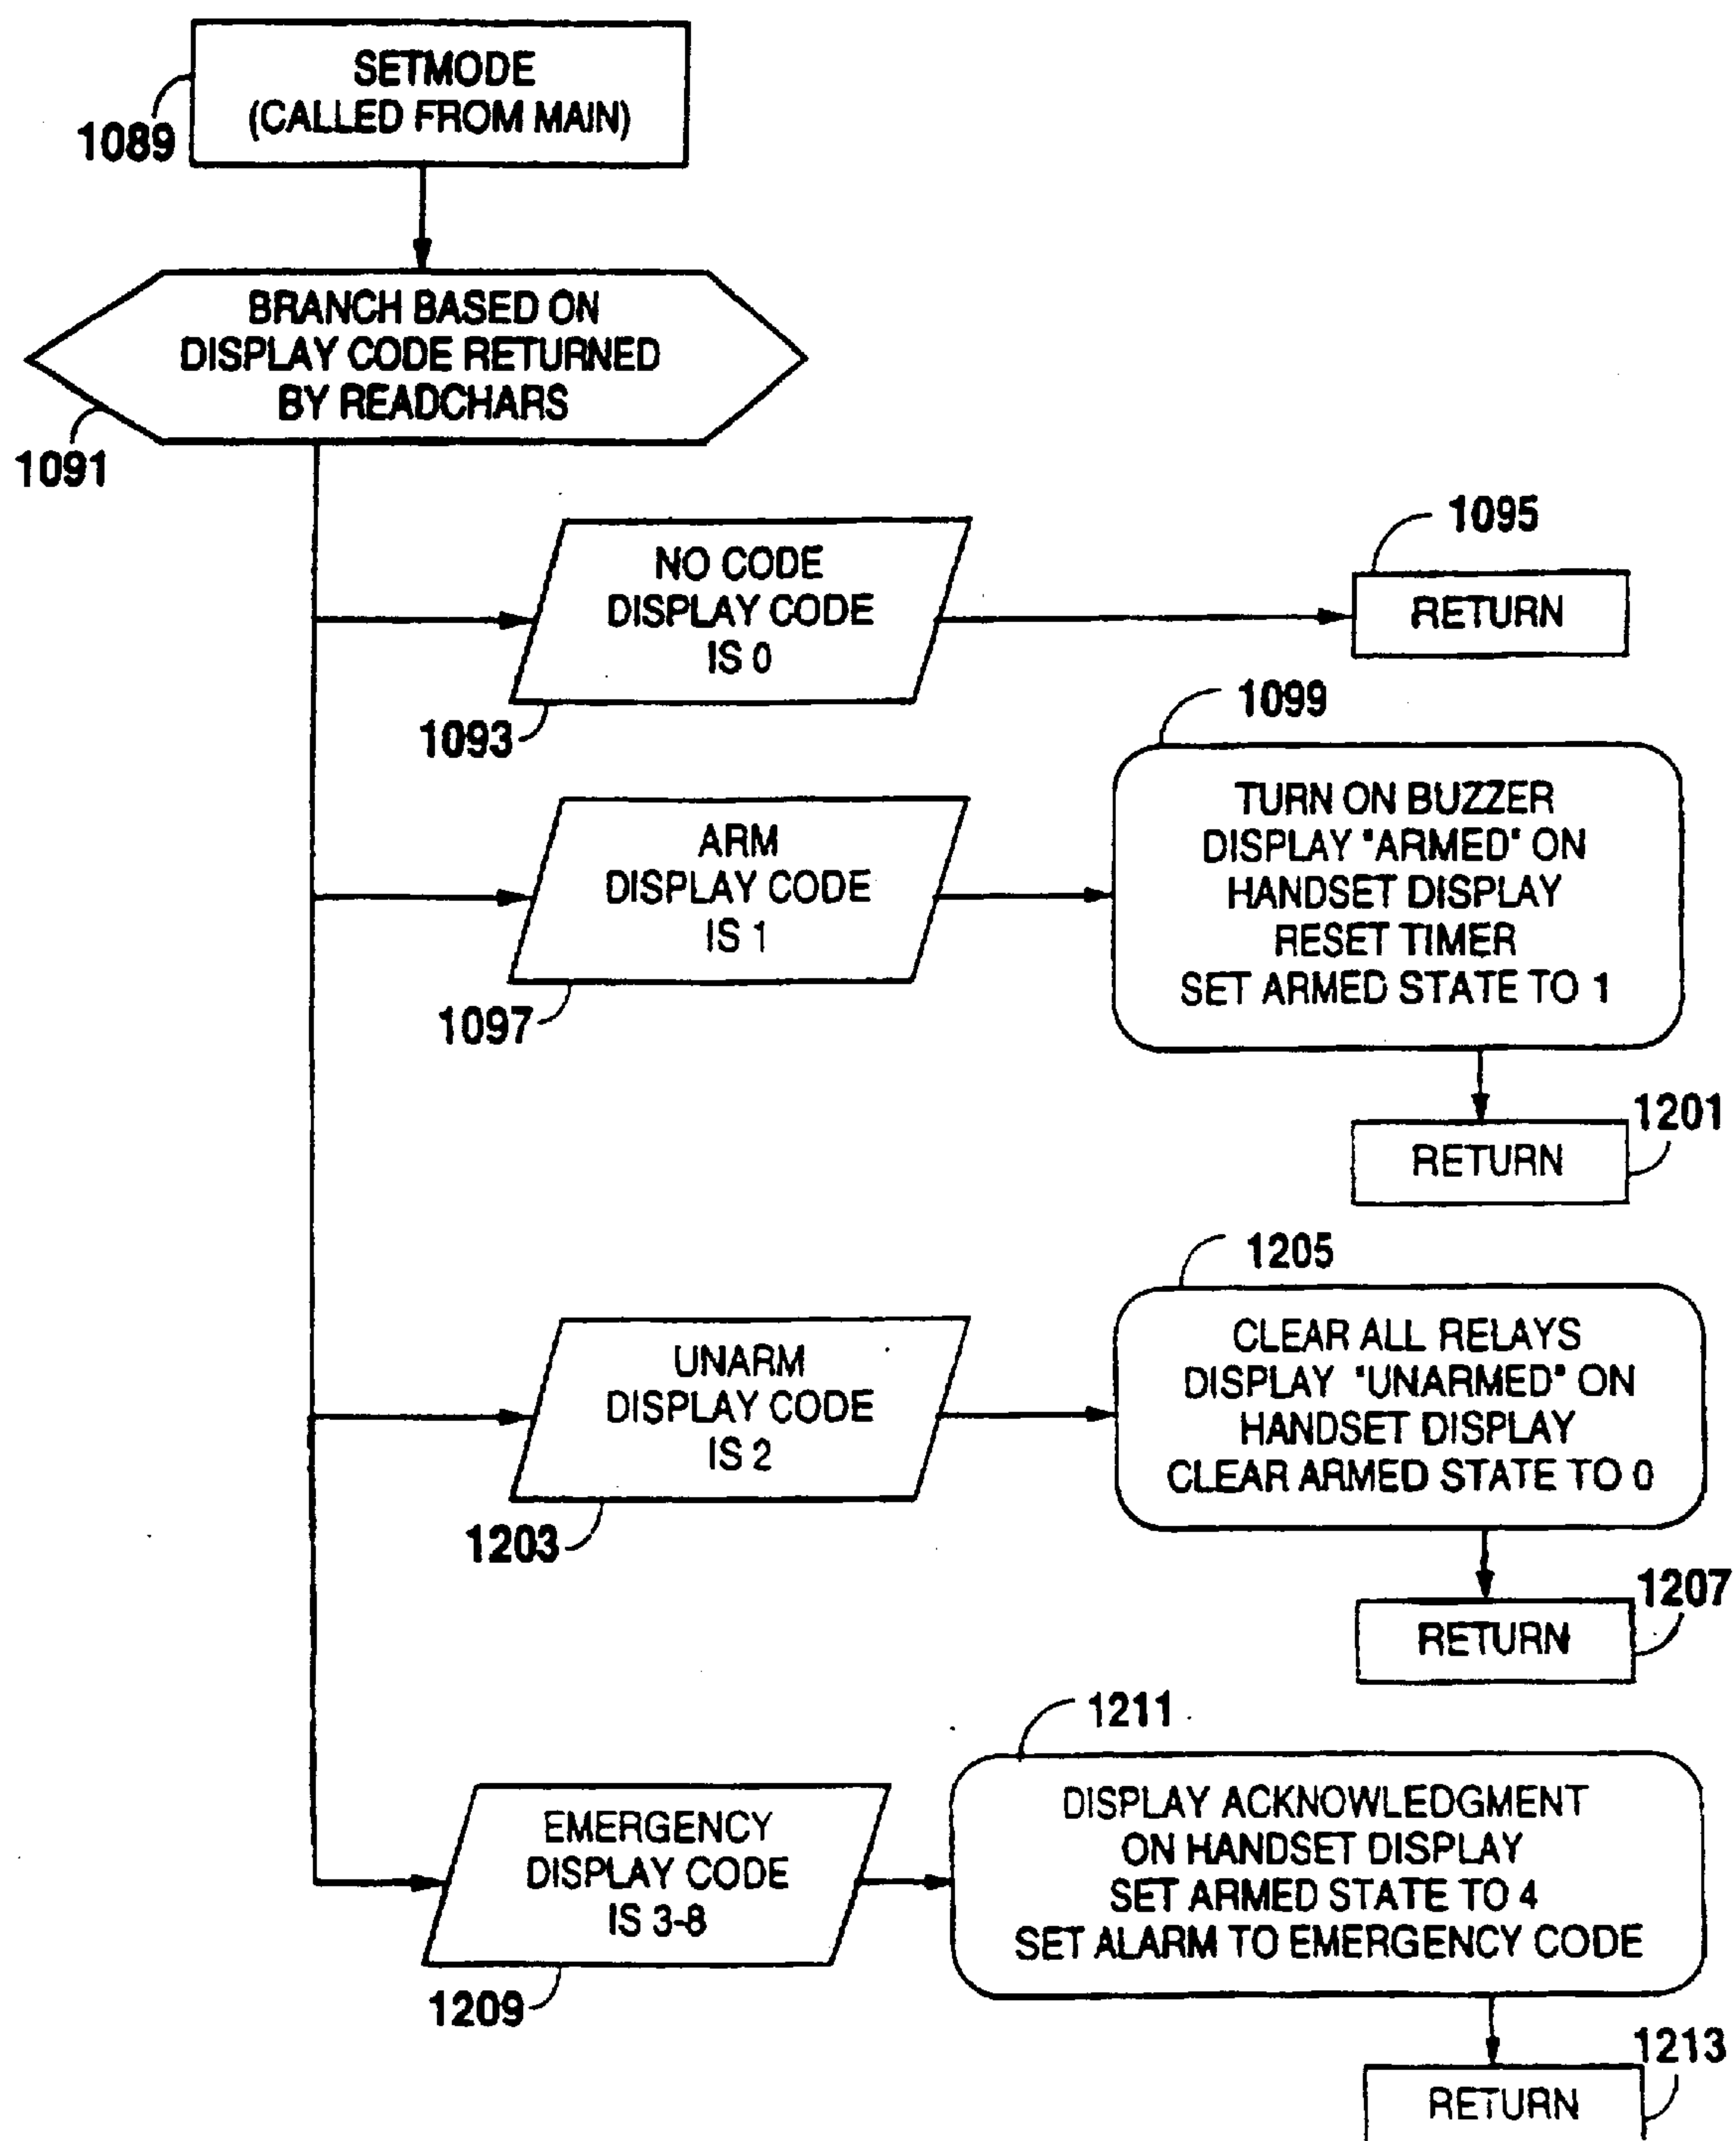 SETMODE
(CALLED FROM MAIN)
1089
BRANCH BASED ON
DISPLAY CODE RETURNED
BY READCHARS
1091
NO CODE
DISPLAY CODE
IS 0
1093
1095
RETURN
1099
ARM
DISPLAY CODE
IS 1
1097
TURN ON BUZZER
DISPLAY "ARMED" ON
HANDSET DISPLAY
RESET TIMER
SET ARMED STATE TO 1
1201
RETURN
1205
UNARM
DISPLAY CODE
IS 2
1203
CLEAR ALL RELAYS
DISPLAY "UNARMED" ON
HANDSET DISPLAY
CLEAR ARMED STATE TO 0
1207
RETURN
1211
EMERGENCY
DISPLAY CODE
IS 3-8
1209
DISPLAY ACKNOWLEDGMENT
ON HANDSET DISPLAY
SET ARMED STATE TO 4
SET ALARM TO EMERGENCY CODE
1213
RETURN